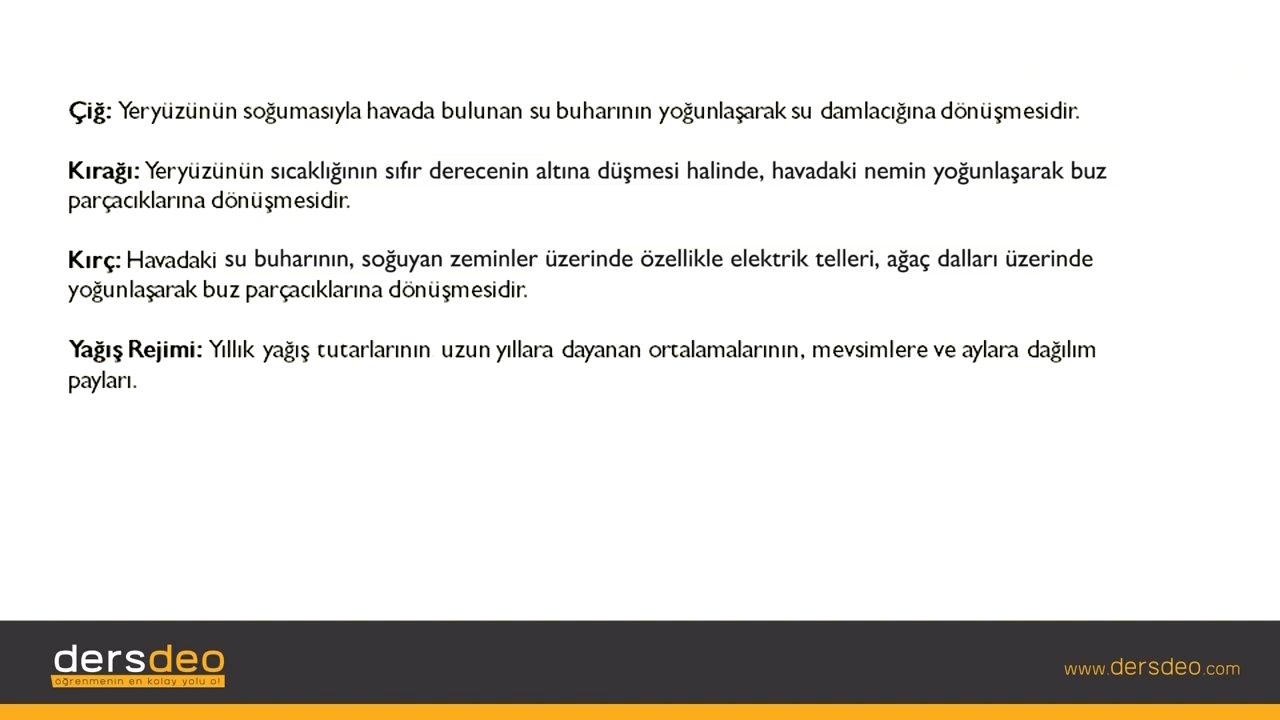 Çiğ: Yeryüzünün soğumasıyla havada bulunan su buharının yoğunlaşarak su damlacığına dönüşmesidir.
Kırağı: Yeryüzünün sıcaklığının sıfır derecenin altına düşmesi halinde, havadaki nemin yoğunlaşarak buz
parçacıklarına dönüşmesidir.
Kırç: Havadaki su buharının, soğuyan zeminler üzerinde özellikle elektrik telleri, ağaç dalları üzerinde
yoğunlaşarak buz parçacıklarına dönüşmesidir.
Yağış Rejimi: Yıllık yağış tutarlarının uzun yıllara dayanan ortalamalarının, mevsimlere ve aylara dağılım
payları.
dersdeo
öğrenmenin en kolay yolu o!
www.dersdeo.com